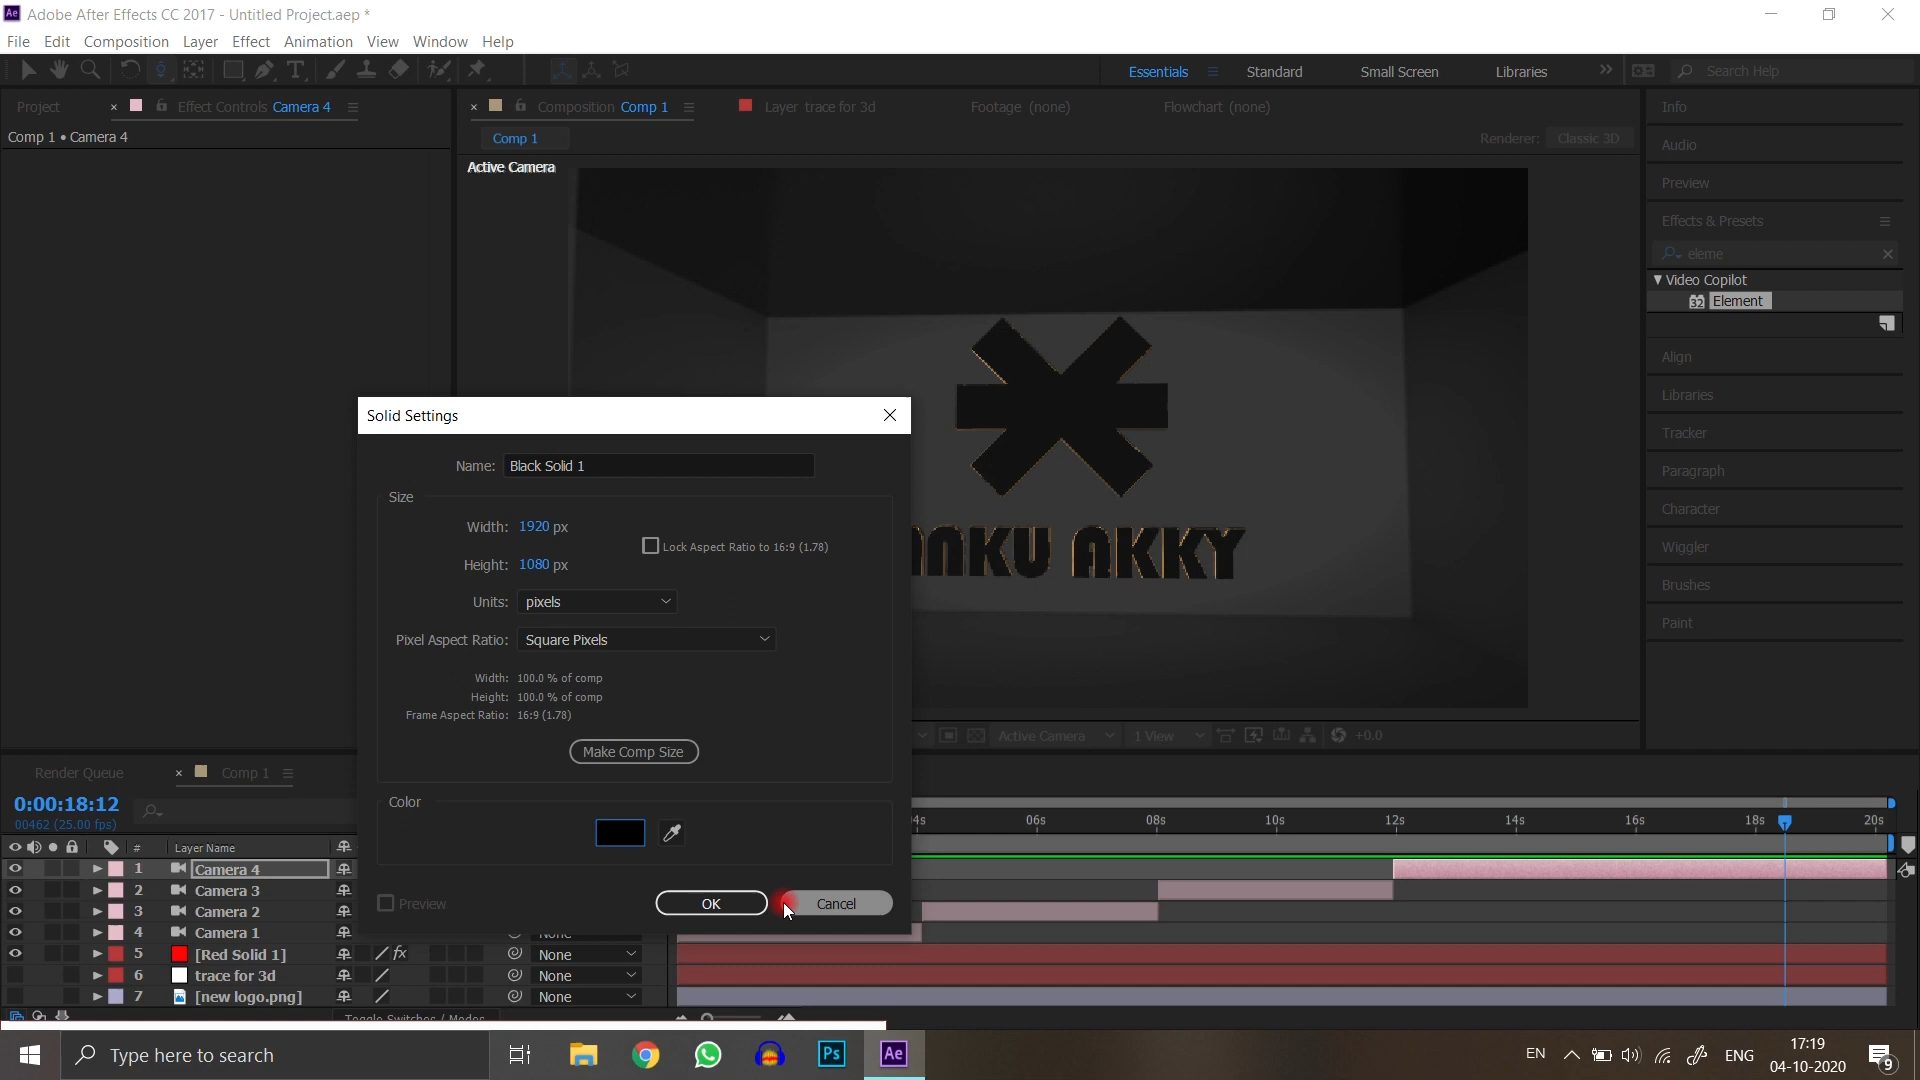 Adobe After Effects CC 2017 - Untitled Project.aep *
File Edit Composition Layer Effect Animation View Window Help
Essentials Standard Small Screen Libraries Search Help
Project Effect Controls Camera 4
Composition Comp 1 Layer trace for 3d Footage (none) Flowchart (none)
Info
Comp 1 • Camera 4
Comp 1
Renderer: Classic 3D
Audio
Active Camera
Preview
Effects & Presets
eleme
Video Copilot
32 Element
Align
Libraries
Tracker
Paragraph
Character
Wiggler
Brushes
Paint
NKU AKKY
Solid Settings
Name: Black Solid 1
Size
Width: 1920 px
Lock Aspect Ratio to 16:9 (1.78)
Height: 1080 px
Units: pixels
Pixel Aspect Ratio: Square Pixels
Width: 100.0 % of comp
Height: 100.0 % of comp
Frame Aspect Ratio: 16:9 (1.78)
Make Comp Size
Color
Preview OK Cancel
Active Camera 1 View +0.0
Render Queue Comp 1
0:00:18:12
00462 (25.00 fps)
4s 06s 08s 10s 12s 14s 16s 18s 20s
# Layer Name
1 Camera 4
2 Camera 3
3 Camera 2
4 Camera 1 None
5 [Red Solid 1] fx None
6 trace for 3d None
7 [new logo.png] None
Toggle Switches / Modes
Type here to search
Ps Ae
EN ENG
17:19
04-10-2020
9